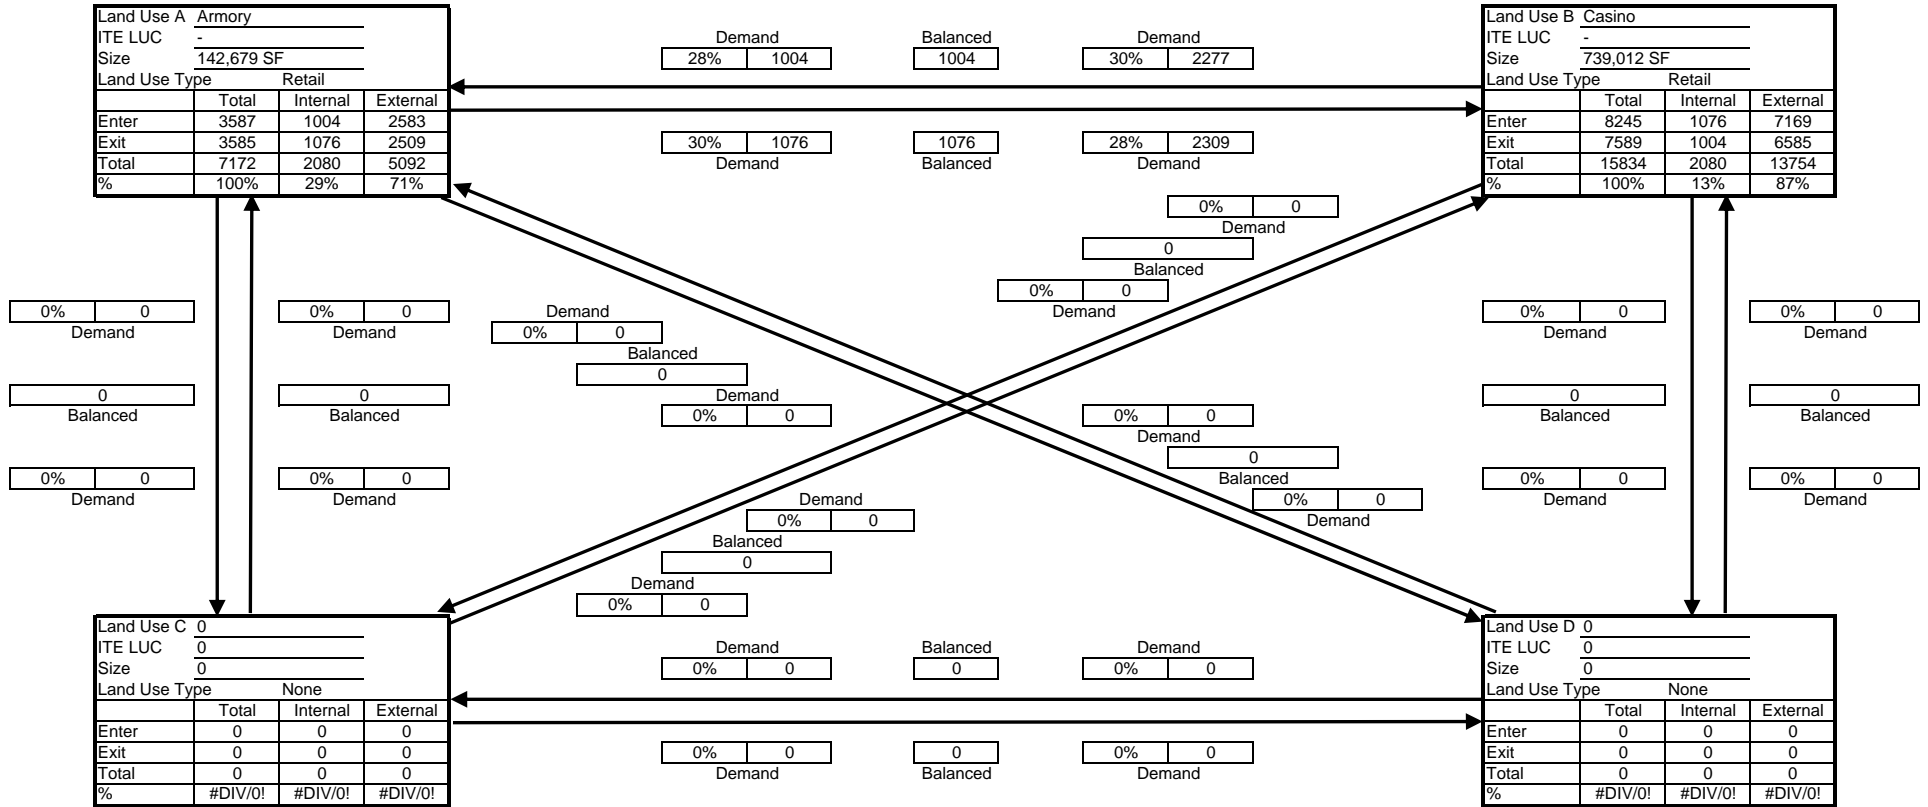 Land Use A Armory
ITE LUC -
Size 142,679 SF
Land Use Type Retail
Total Internal External
Enter 3587 1004 2583
Exit 3585 1076 2509
Total 7172 2080 5092
% 100% 29% 71%
Demand Balanced Demand
28% 1004 1004 30% 2277
30% 1076 1076 28% 2309
Demand Balanced Demand
Land Use B Casino
ITE LUC -
Size 739,012 SF
Land Use Type Retail
Total Internal External
Enter 8245 1076 7169
Exit 7589 1004 6585
Total 15834 2080 13754
% 100% 13% 87%
0% 0
Demand
0
Balanced
0% 0
Demand
0% 0
Demand
0
Balanced
0% 0
Demand
0% 0
Demand
0
Balanced
0% 0
Demand
Demand
0% 0
Balanced
0
Demand
0% 0
0% 0
Demand
0
Balanced
0% 0
Demand
Demand
0% 0
Balanced
0
Demand
0% 0
0% 0
Demand
0
Balanced
0% 0
Demand
0% 0
Demand
0
Balanced
0% 0
Demand
Land Use C 0
ITE LUC 0
Size 0
Land Use Type None
Total Internal External
Enter 0 0 0
Exit 0 0 0
Total 0 0 0
% #DIV/0! #DIV/0! #DIV/0!
Demand Balanced Demand
0% 0 0 0% 0
0% 0 0 0% 0
Demand Balanced Demand
Land Use D 0
ITE LUC 0
Size 0
Land Use Type None
Total Internal External
Enter 0 0 0
Exit 0 0 0
Total 0 0 0
% #DIV/0! #DIV/0! #DIV/0!